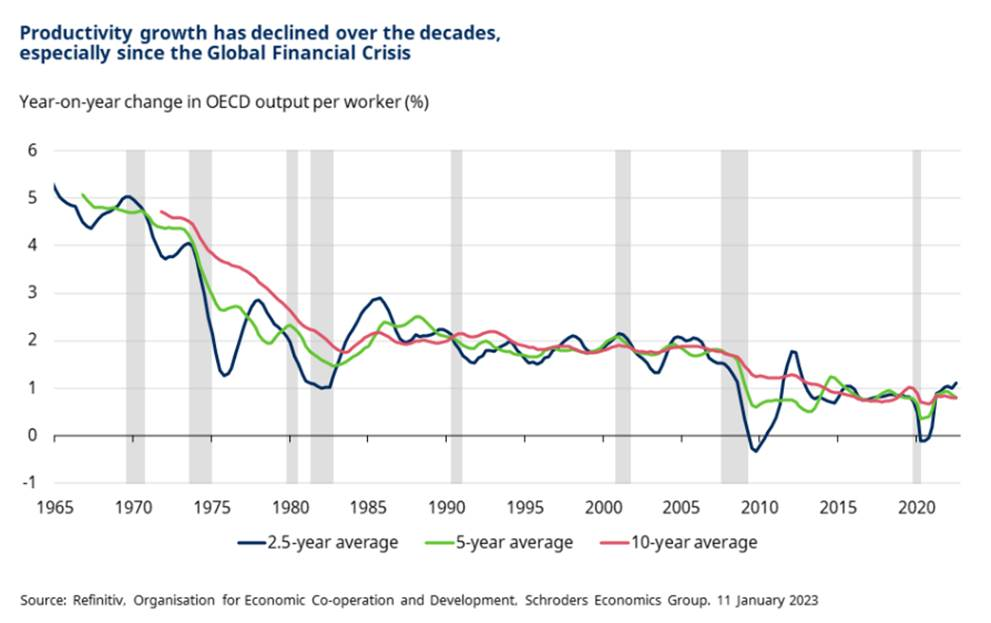 Productivity growth has declined over the decades,
especially since the Global Financial Crisis
Year-on-year change in OECD output per worker (%)
6
5
4
3
2
1
0
-1
1965 1970 1975 1980 1985 1990 1995 2000 2005 2010 2015 2020
2.5-year average 5-year average 10-year average
Source: Refinitiv, Organisation for Economic Co-operation and Development, Schroders Economics Group. 11 January 2023